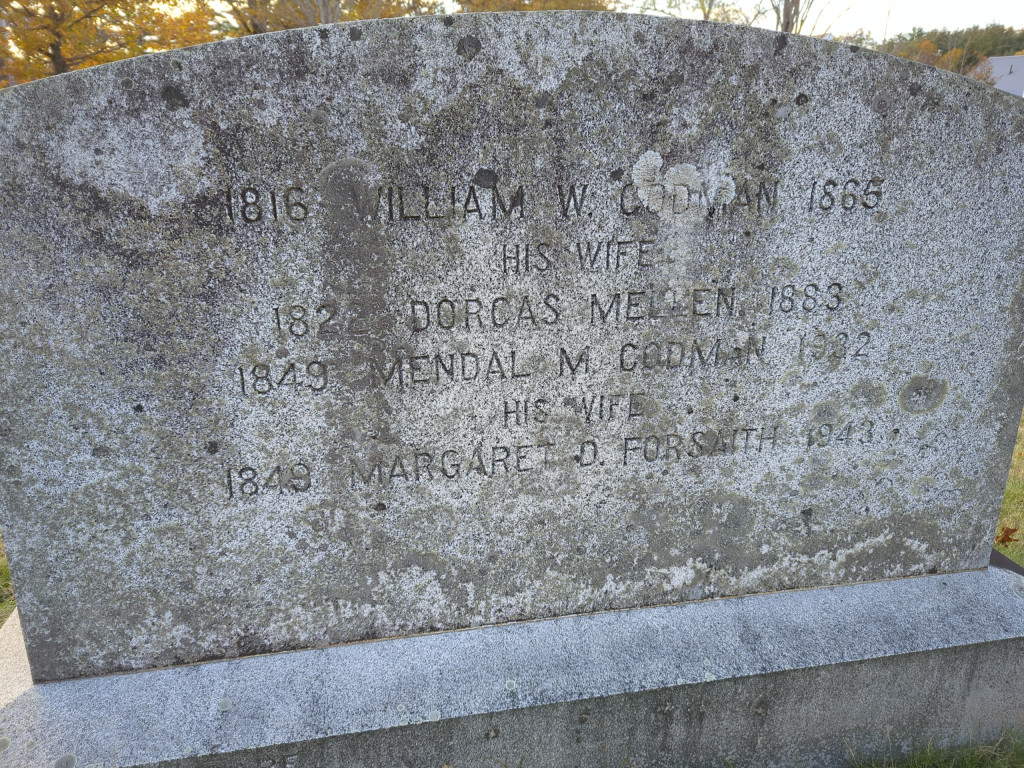 1816 WILLIAM W. CODMAN 1865
HIS WIFE
DORCAS MELLEN 1883
1849 MENDAL M. CODMAN 1932
HIS WIFE
1849 MARGARET D. FORSAITH 1943